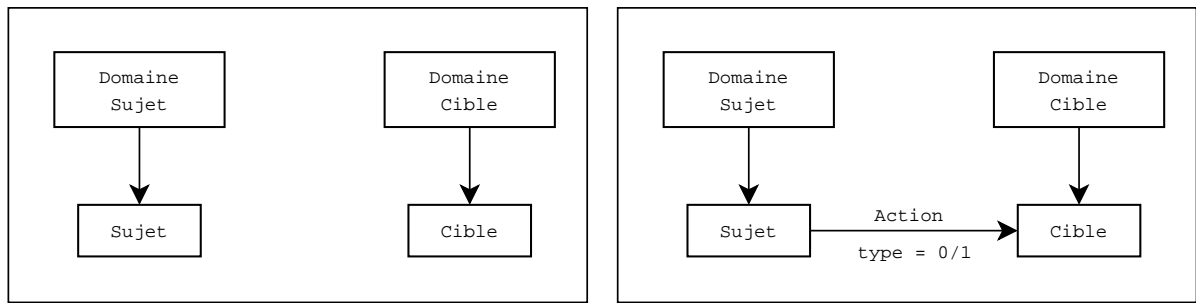 Domaine
Sujet
Domaine
Cible
Sujet
Cible
Domaine
Sujet
Domaine
Cible
Sujet
Action
type = 0/1
Cible